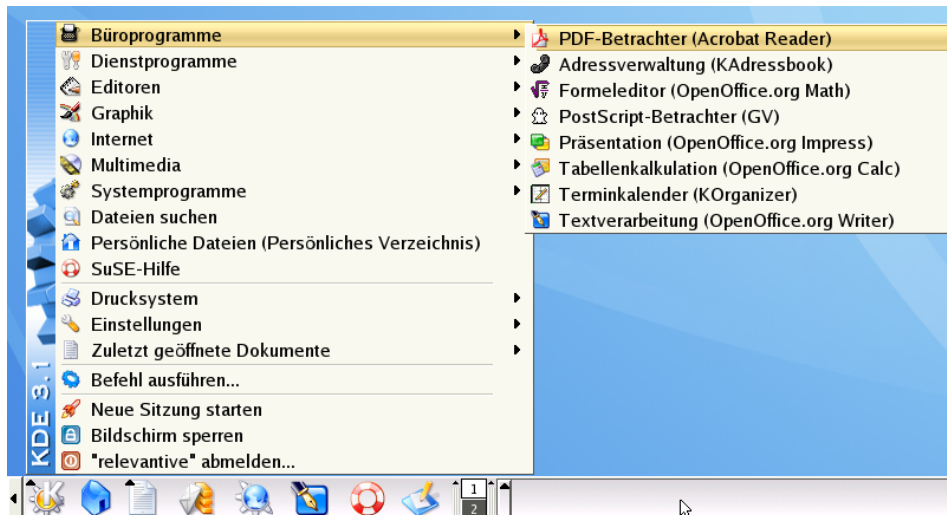 Büroprogramme
Dienstprogramme
Editoren
Graphik
Internet
Multimedia
Systemprogramme
Dateien suchen
Persönliche Dateien (Persönliches Verzeichnis)
SuSE-Hilfe
Drucksystem
Einstellungen
Zuletzt geöffnete Dokumente
Befehl ausführen...
Neue Sitzung starten
Bildschirm sperren
"relevantive" abmelden...
KDE 3.1
PDF-Betrachter (Acrobat Reader)
Adressverwaltung (KAdressbook)
Formeleditor (OpenOffice.org Math)
PostScript-Betrachter (GV)
Präsentation (OpenOffice.org Impress)
Tabellenkalkulation (OpenOffice.org Calc)
Terminkalender (KOrganizer)
Textverarbeitung (OpenOffice.org Writer)
1
2